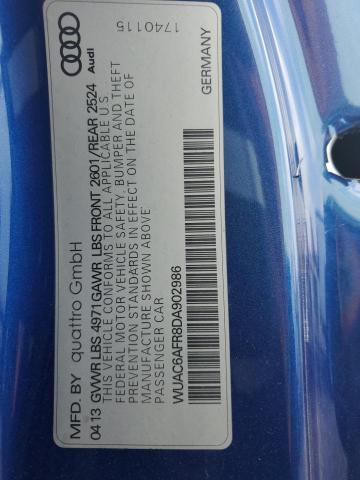 MFD. BY quattro GmbH
04 13 GVWR LBS 4971 GAWR LBS FRONT 2601/REAR 2524
THIS VEHICLE CONFORMS TO ALL APPLICABLE U S
FEDERAL MOTOR VEHICLE SAFETY, BUMPER AND THEFT
PREVENTION STANDARDS IN EFFECT ON THE DATE OF
MANUFACTURE SHOWN ABOVE
PASSENGER CAR
WUAC6AFR8DA902986
Audi
1740115
GERMANY